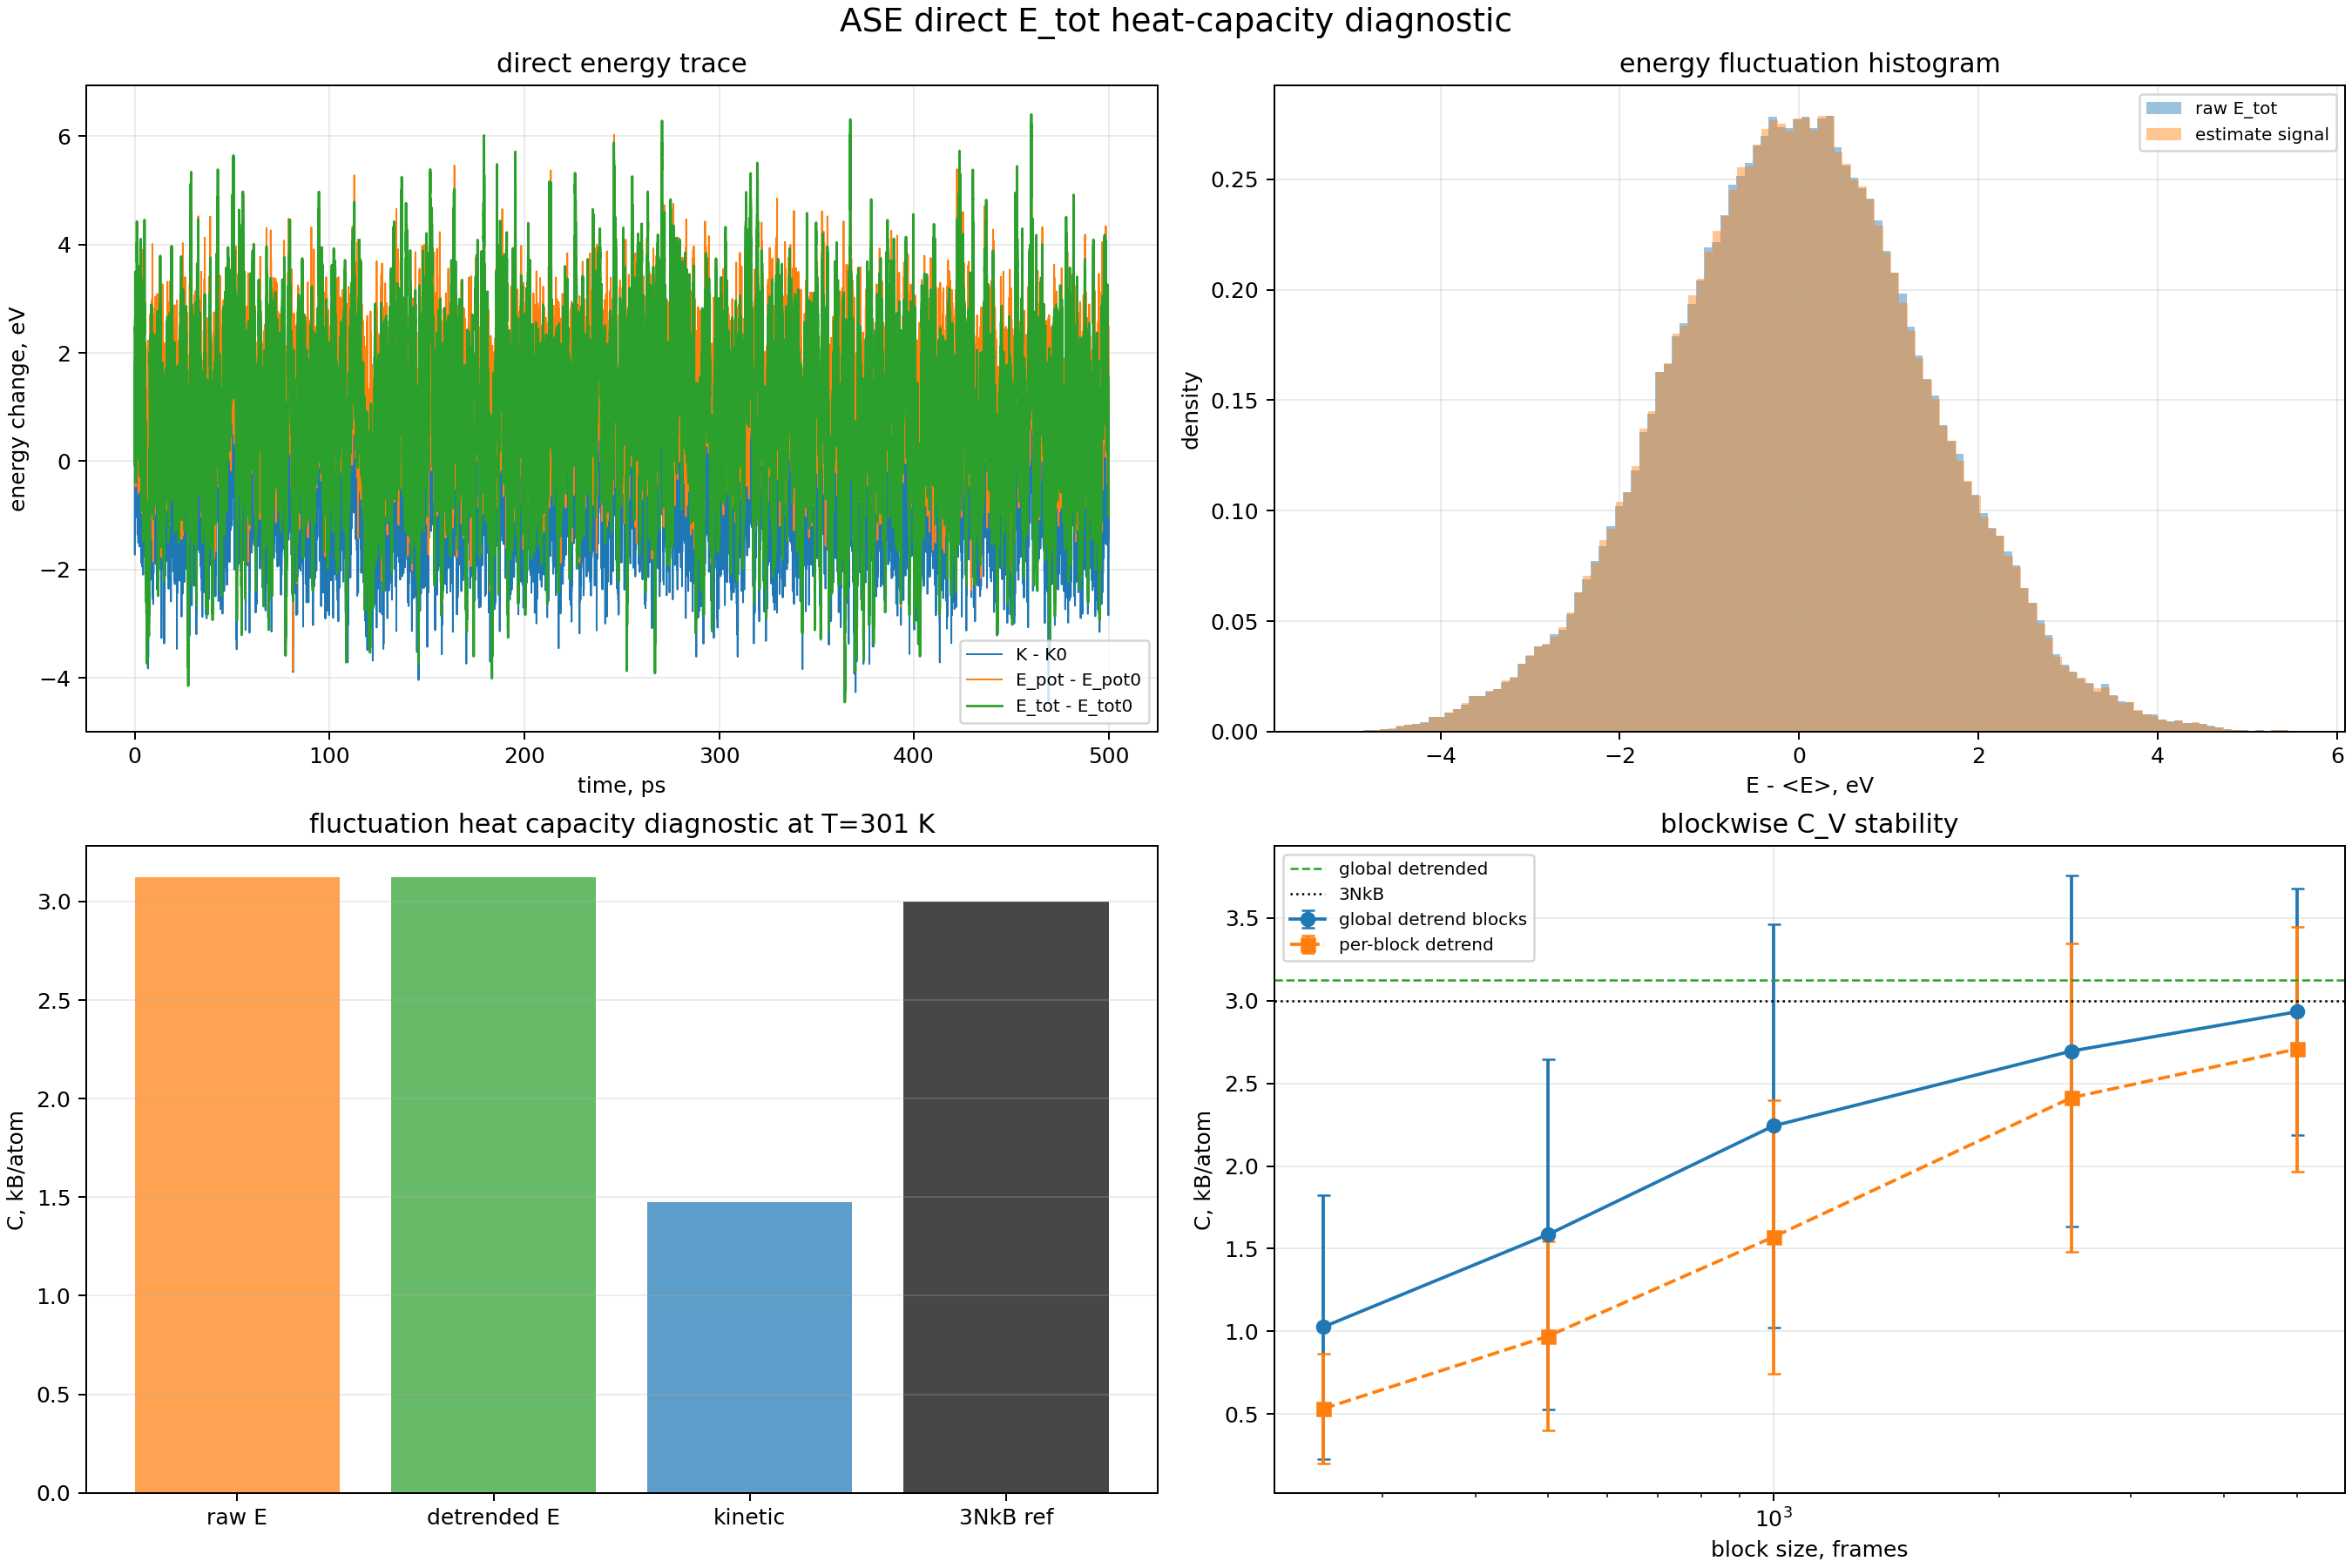 ASE direct E_tot heat-capacity diagnostic
direct energy trace
energy change, eV
6
4
2
0
−2
−4
0
100
200
300
400
500
time, ps
K - K0
E_pot - E_pot0
E_tot - E_tot0
energy fluctuation histogram
density
0.25
0.20
0.15
0.10
0.05
0.00
−4
−2
0
2
4
6
E - <E>, eV
raw E_tot
estimate signal
fluctuation heat capacity diagnostic at T=301 K
C, kB/atom
3.0
2.5
2.0
1.5
1.0
0.5
0.0
raw E
detrended E
kinetic
3NkB ref
blockwise C_V stability
C, kB/atom
3.5
3.0
2.5
2.0
1.5
1.0
0.5
10³
block size, frames
global detrended
3NkB
global detrend blocks
per-block detrend